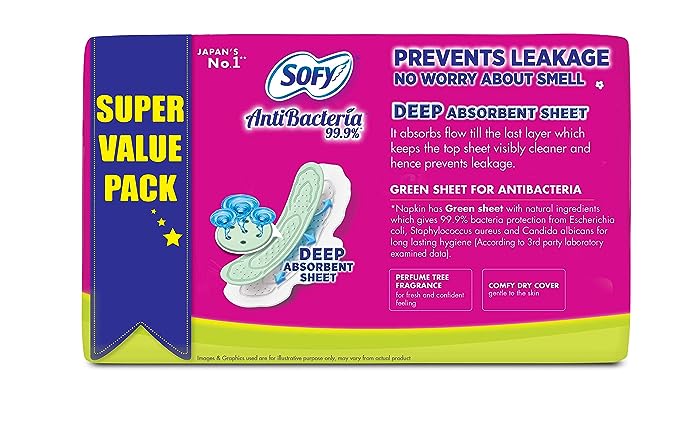 SUPER
VALUE
PACK
JAPAN'S
No.1**
SOFY
AntiBacteria
99.9%*
DEEP
ABSORBENT
SHEET
PREVENTS LEAKAGE
NO WORRY ABOUT SMELL
DEEP ABSORBENT SHEET
It absorbs flow till the last layer which
keeps the top sheet visibly cleaner and
hence prevents leakage.
GREEN SHEET FOR ANTIBACTERIA
*Napkin has Green sheet with natural ingredients
which gives 99.9% bacteria protection from Escherichia
coli, Staphylococcus aureus and Candida albicans for
long lasting hygiene (According to 3rd party laboratory
examined data).
PERFUME TREE
FRAGRANCE
for fresh and confident
feeling
COMFY DRY COVER
gentle to the skin
Images & Graphics used are for illustrative purpose only, may vary from actual product